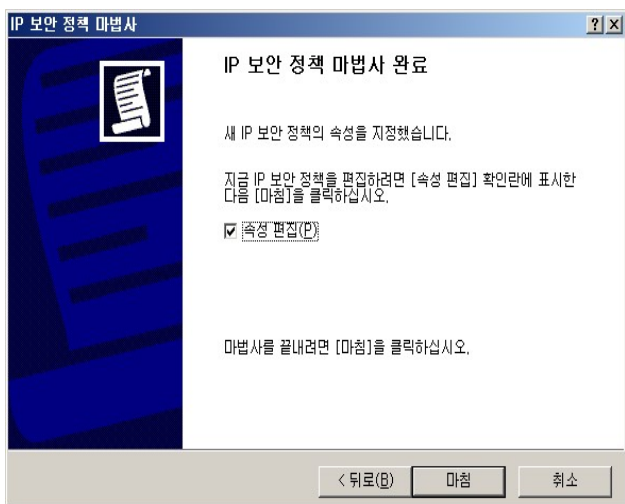 IP 보안 정책 마법사
IP 보안 정책 마법사 완료
새 IP 보안 정책의 속성을 지정했습니다.
지금 IP 보안 정책을 편집하려면 [속성 편집] 확인란에 표시한
다음 [마침]을 클릭하십시오.
속성 편집(P)
마법사를 끝내려면 [마침]을 클릭하십시오.
< 뒤로(B) 마침 취소